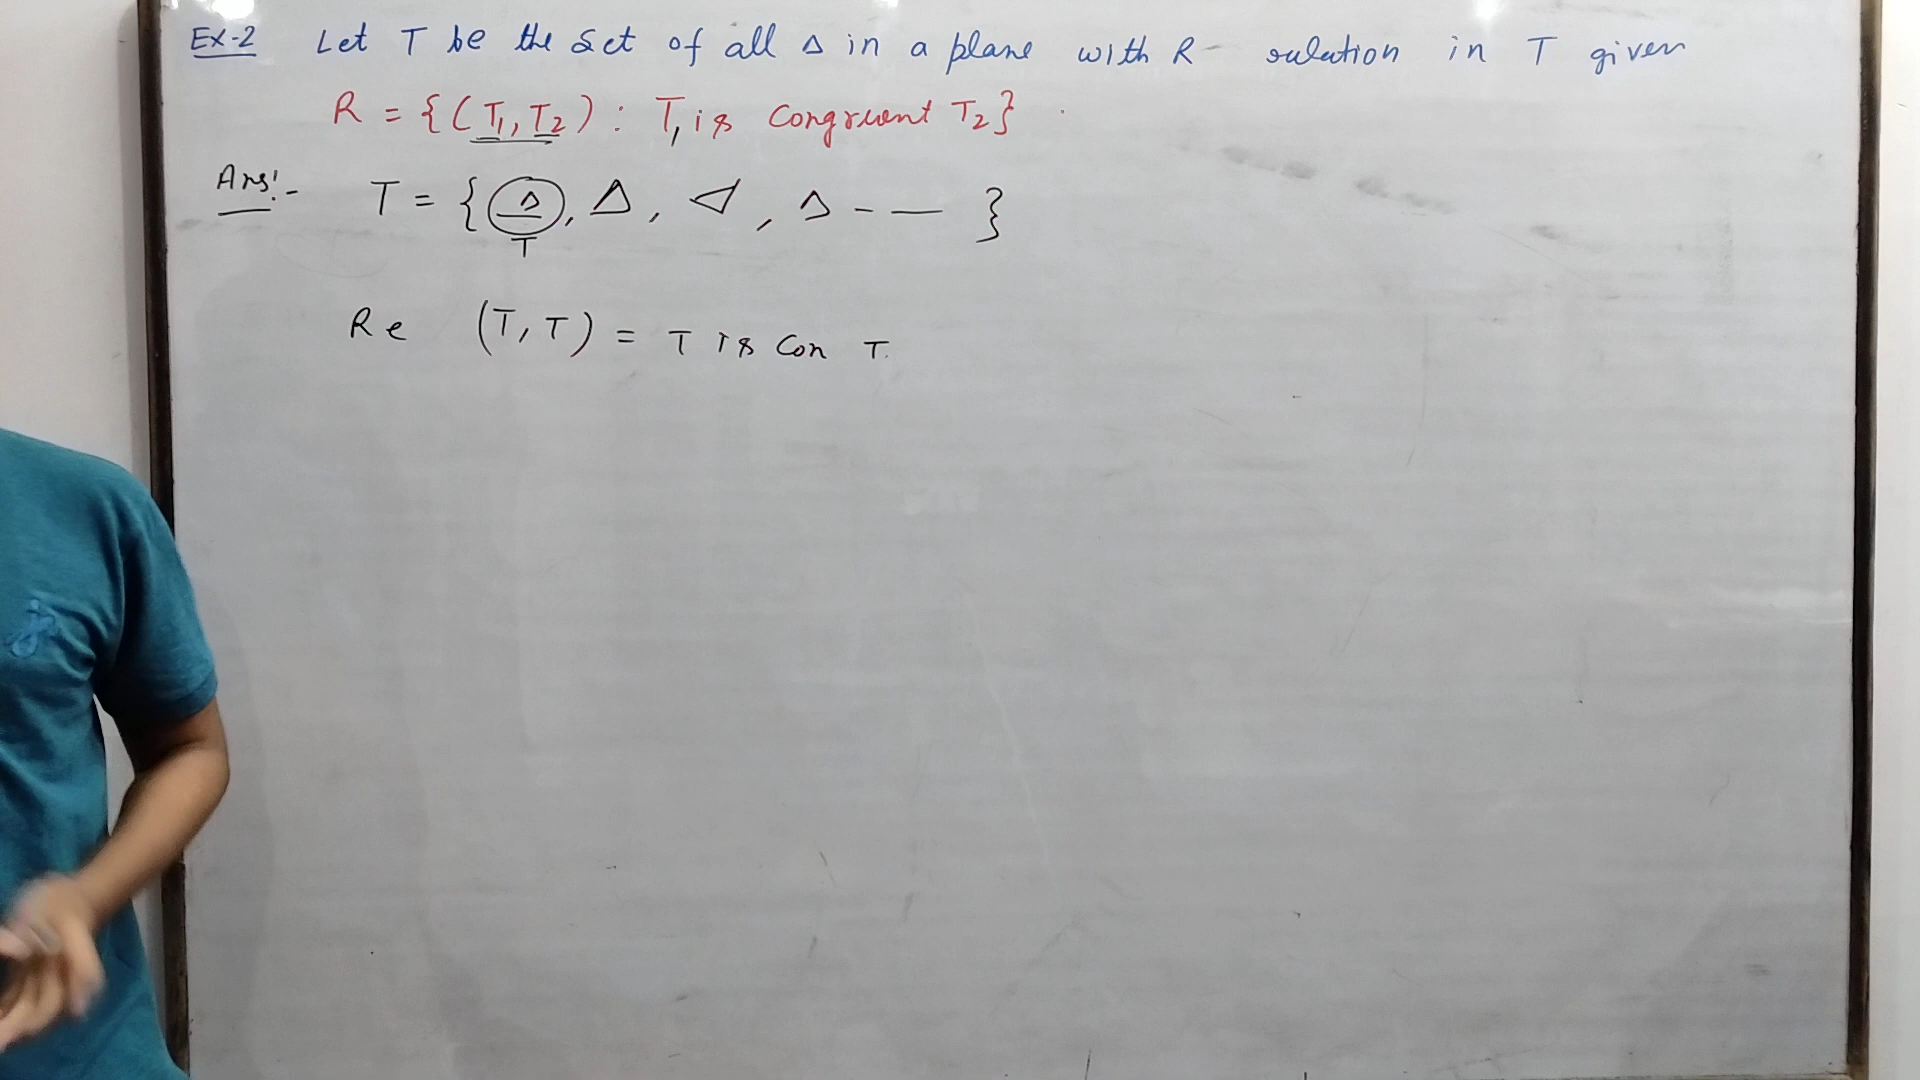 Ex-2 Let T be the set of all Δ in a plane with R - relation in T given
R = {(T1, T2) : T1 is congruent T2}
Ans:- T = {Δ, Δ, Δ, Δ - — }
T
Re (T, T) = T is Con T.